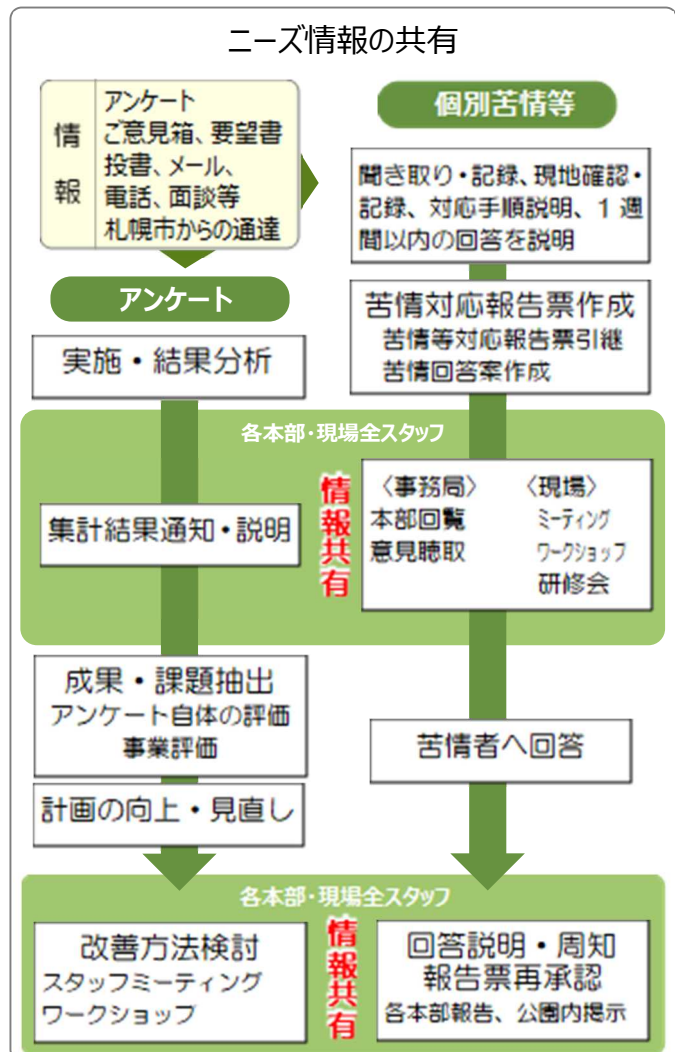 ニーズ情報の共有
情報
アンケート
ご意見箱、要望書
投書、メール、
電話、面談等
札幌市からの通達
アンケート
実施・結果分析
個別苦情等
聞き取り・記録、現地確認・
記録、対応手順説明、1週
間以内の回答を説明
苦情対応報告票作成
苦情等対応報告票引継
苦情回答案作成
各本部・現場全スタッフ
集計結果通知・説明
情報共有
〈事務局〉 〈現場〉
本部回覧 ミーティング
意見聴取 ワークショップ
研修会
成果・課題抽出
アンケート自体の評価
事業評価
計画の向上・見直し
苦情者へ回答
各本部・現場全スタッフ
改善方法検討
スタッフミーティング
ワークショップ
情報共有
回答説明・周知
報告票再承認
各本部報告、公園内掲示